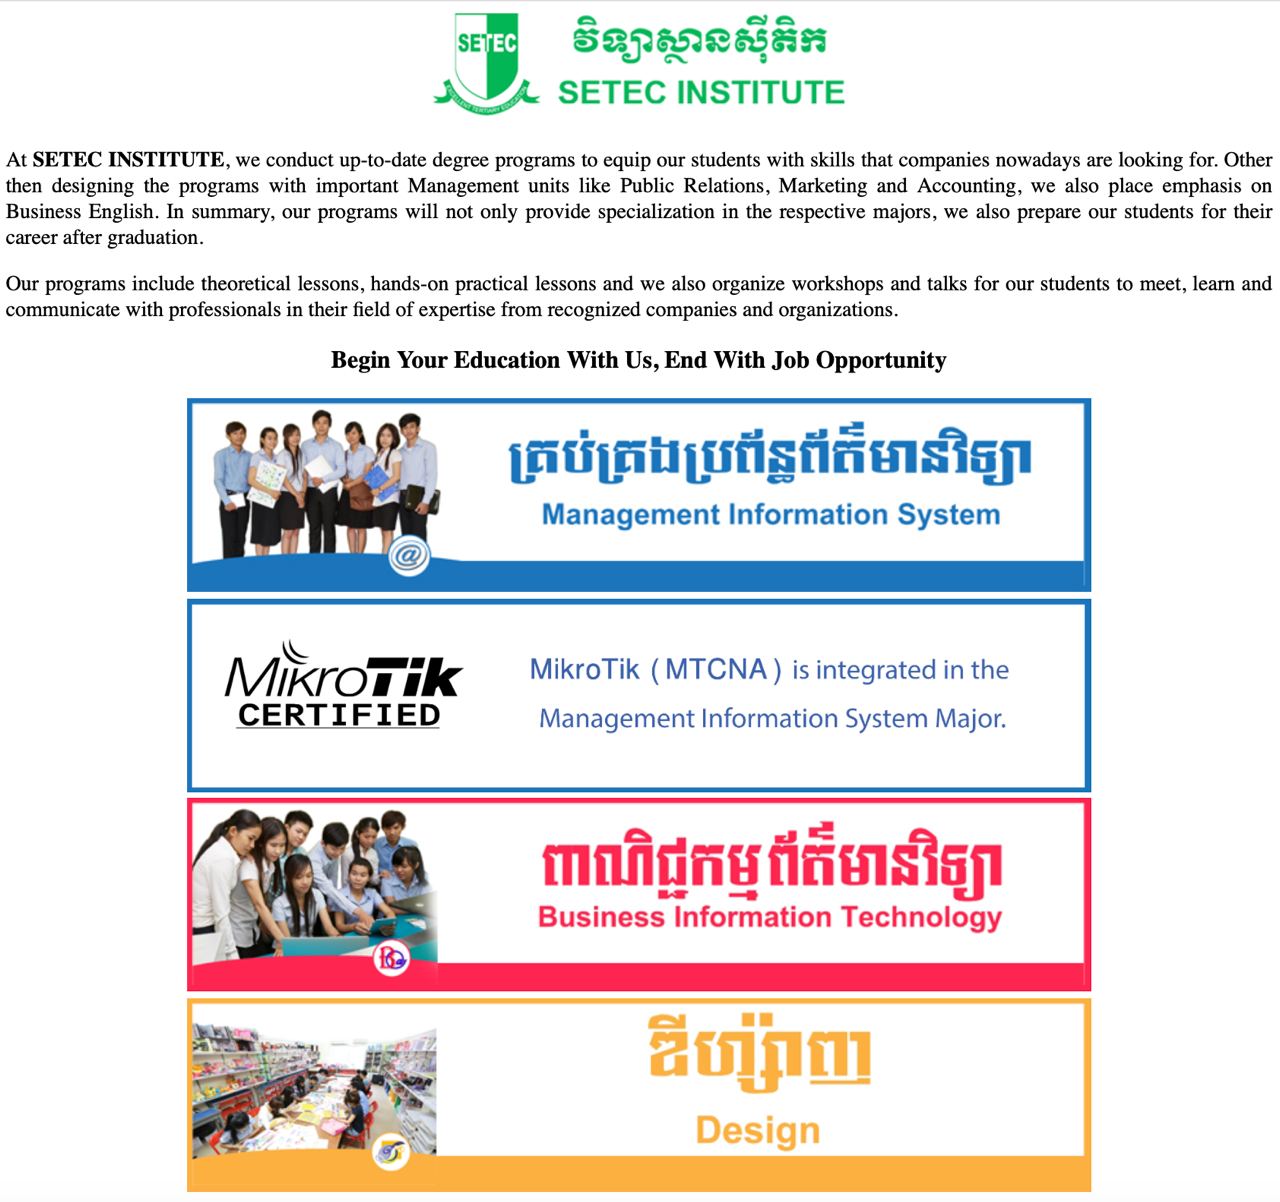 SETEC
EXCELLENT TERTIARY EDUCATION
វិទ្យាស្ថានស៊ីតិក
SETEC INSTITUTE
At SETEC INSTITUTE, we conduct up-to-date degree programs to equip our students with skills that companies nowadays are looking for. Other
then designing the programs with important Management units like Public Relations, Marketing and Accounting, we also place emphasis on
Business English. In summary, our programs will not only provide specialization in the respective majors, we also prepare our students for their
career after graduation.
Our programs include theoretical lessons, hands-on practical lessons and we also organize workshops and talks for our students to meet, learn and
communicate with professionals in their field of expertise from recognized companies and organizations.
Begin Your Education With Us, End With Job Opportunity
គ្រប់គ្រងប្រព័ន្ធព័ត៌មានវិទ្យា
Management Information System
@
MikroTik
CERTIFIED
MikroTik ( MTCNA ) is integrated in the
Management Information System Major.
ពាណិជ្ជកម្មព័ត៌មានវិទ្យា
Business Information Technology
ឌីហ្សាញ
Design